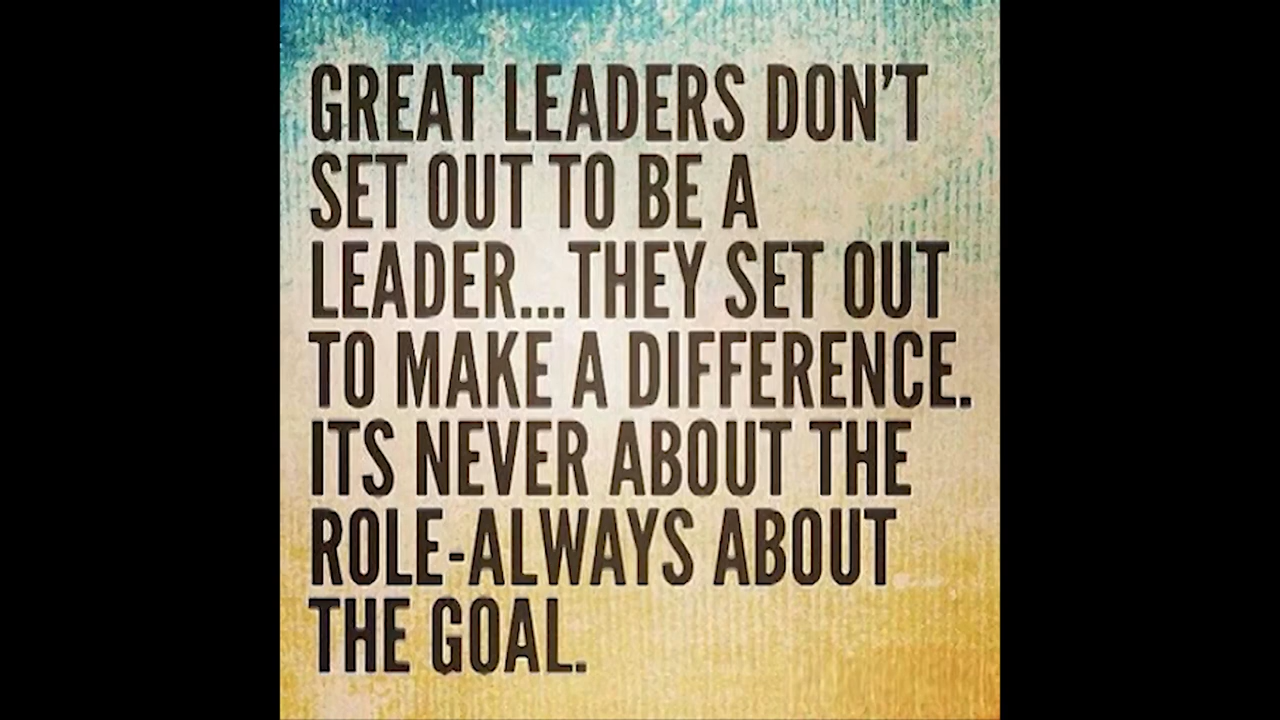 GREAT LEADERS DON'T
SET OUT TO BE A
LEADER...THEY SET OUT
TO MAKE A DIFFERENCE.
ITS NEVER ABOUT THE
ROLE-ALWAYS ABOUT
THE GOAL.